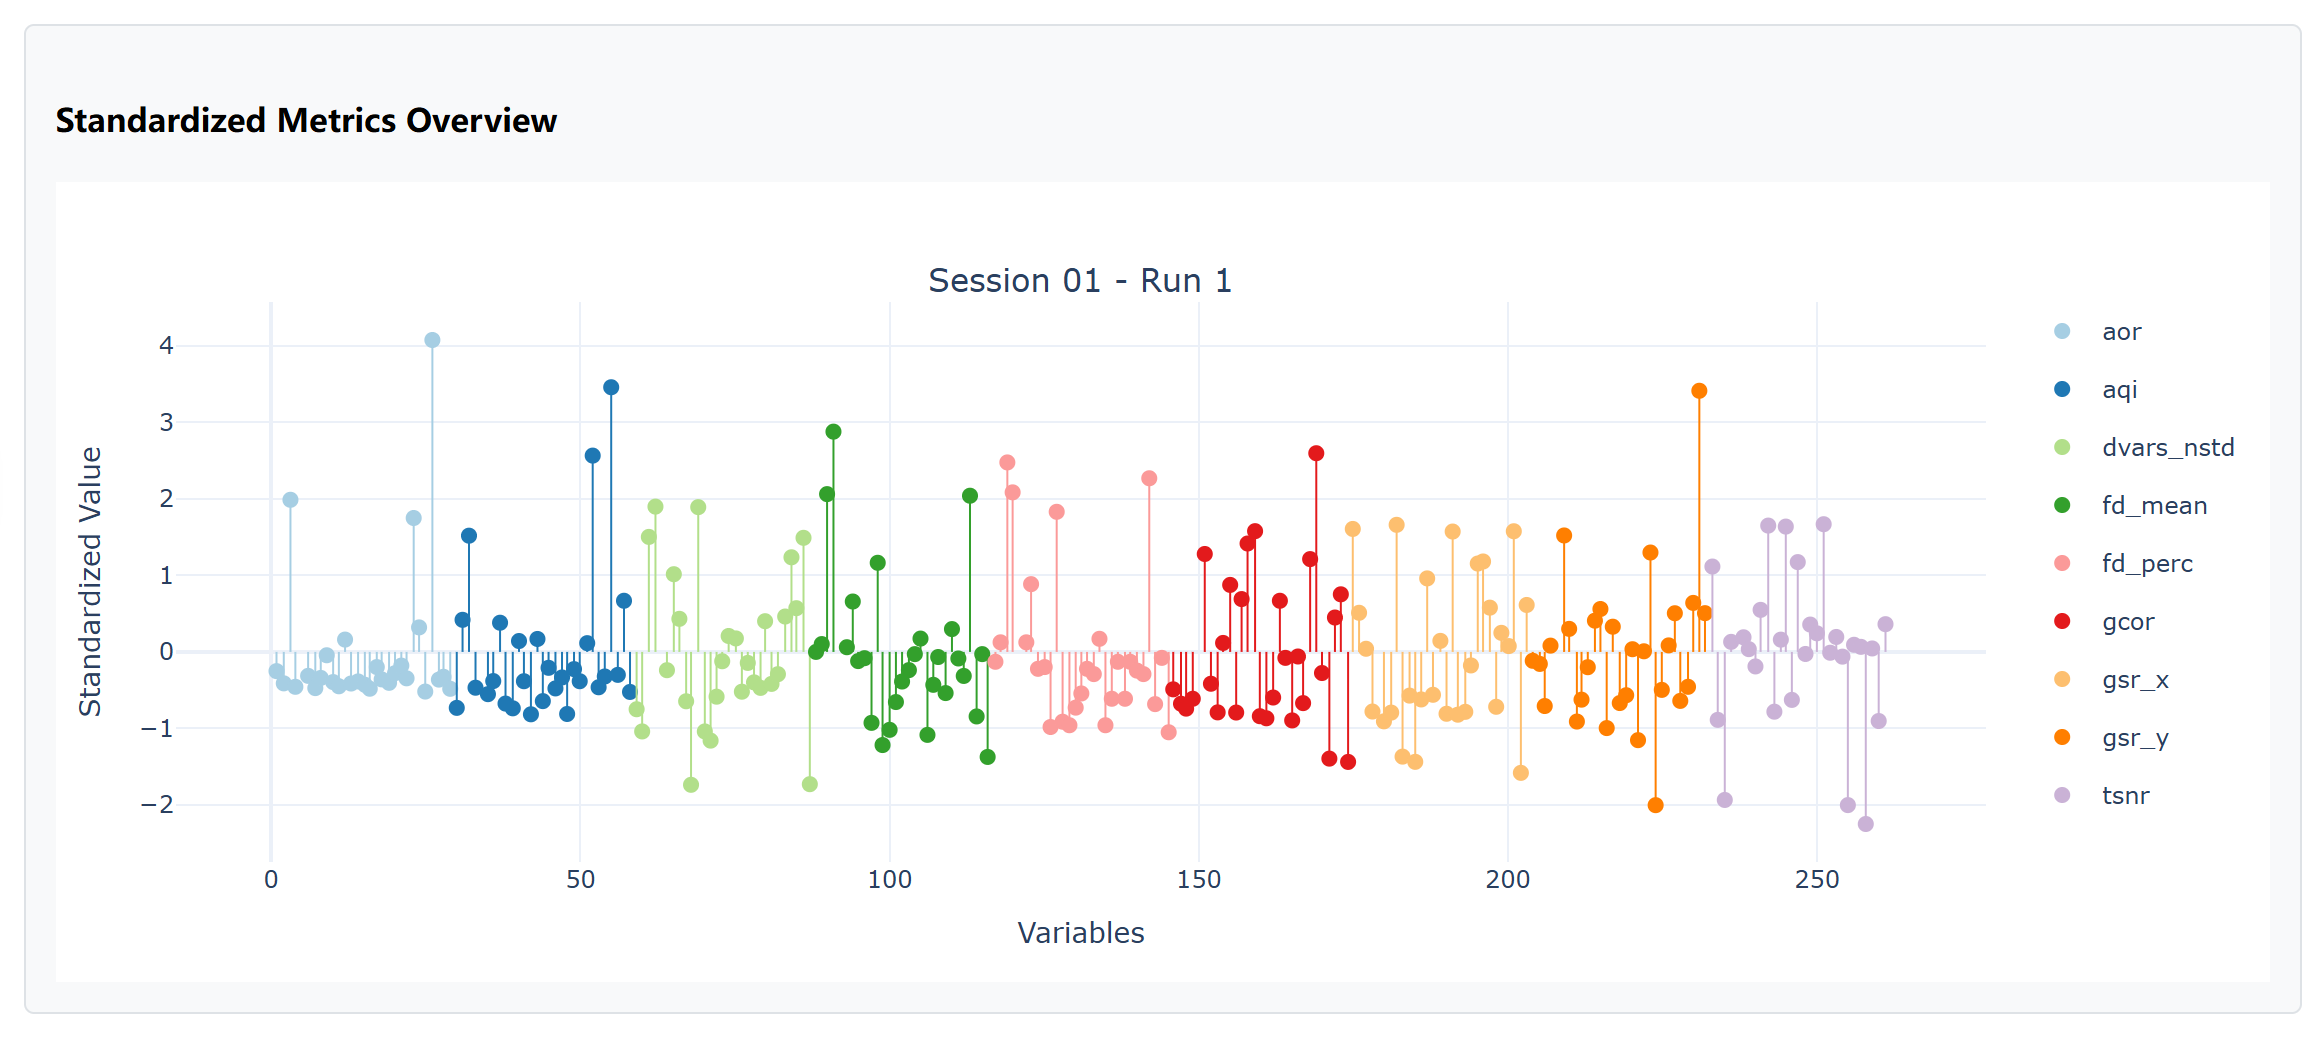 Standardized Metrics Overview
Session 01 - Run 1
4
3
2
1
0
−1
−2
Standardized Value
0
50
100
150
200
250
Variables
aor
aqi
dvars_nstd
fd_mean
fd_perc
gcor
gsr_x
gsr_y
tsnr